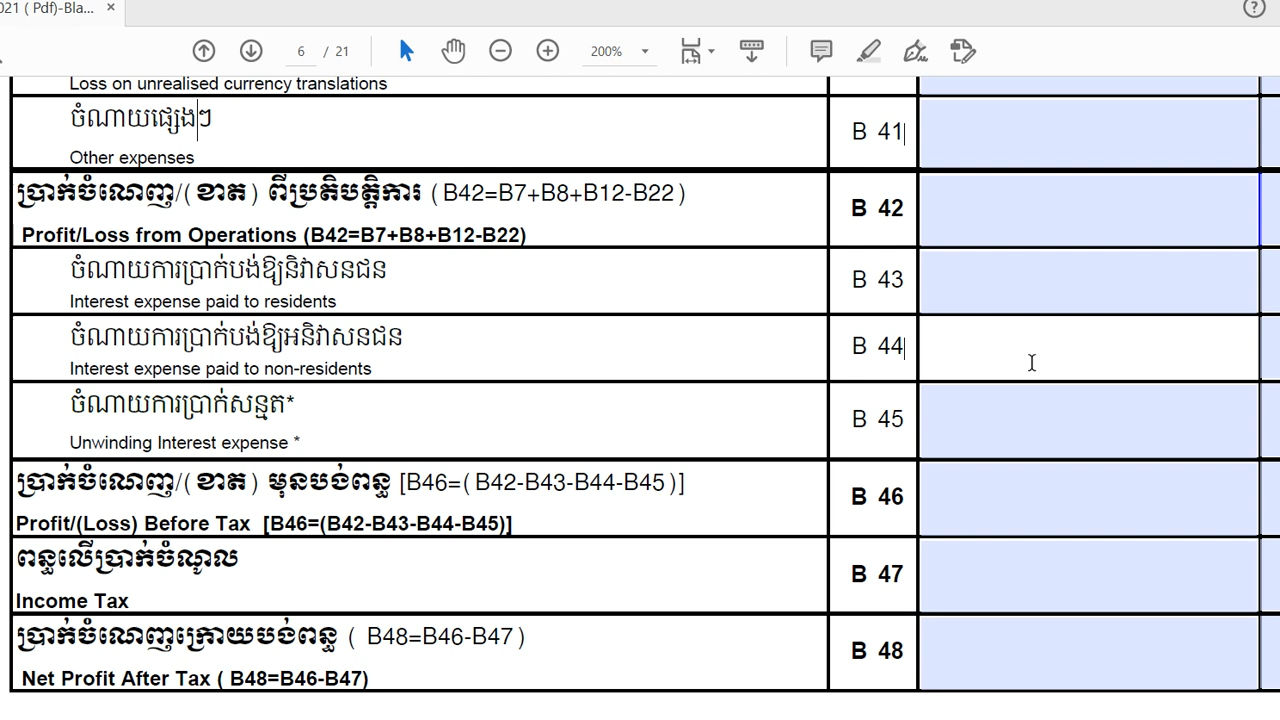 021 ( Pdf)-Bla... ×
6 / 21 200%
Loss on unrealised currency translations
ចំណាយផ្សេងៗ
B 41
Other expenses
ប្រាក់ចំណេញ/(ខាត) ពីប្រតិបត្តិការ (B42=B7+B8+B12-B22)
B 42
Profit/Loss from Operations (B42=B7+B8+B12-B22)
ចំណាយការប្រាក់បង់ឱ្យនិវាសនជន
B 43
Interest expense paid to residents
ចំណាយការប្រាក់បង់ឱ្យអនិវាសនជន
B 44
Interest expense paid to non-residents
ចំណាយការប្រាក់សន្មត*
B 45
Unwinding Interest expense *
ប្រាក់ចំណេញ/(ខាត) មុនបង់ពន្ធ [B46=(B42-B43-B44-B45)]
B 46
Profit/(Loss) Before Tax [B46=(B42-B43-B44-B45)]
ពន្ធលើប្រាក់ចំណូល
B 47
Income Tax
ប្រាក់ចំណេញក្រោយបង់ពន្ធ ( B48=B46-B47)
B 48
Net Profit After Tax ( B48=B46-B47)